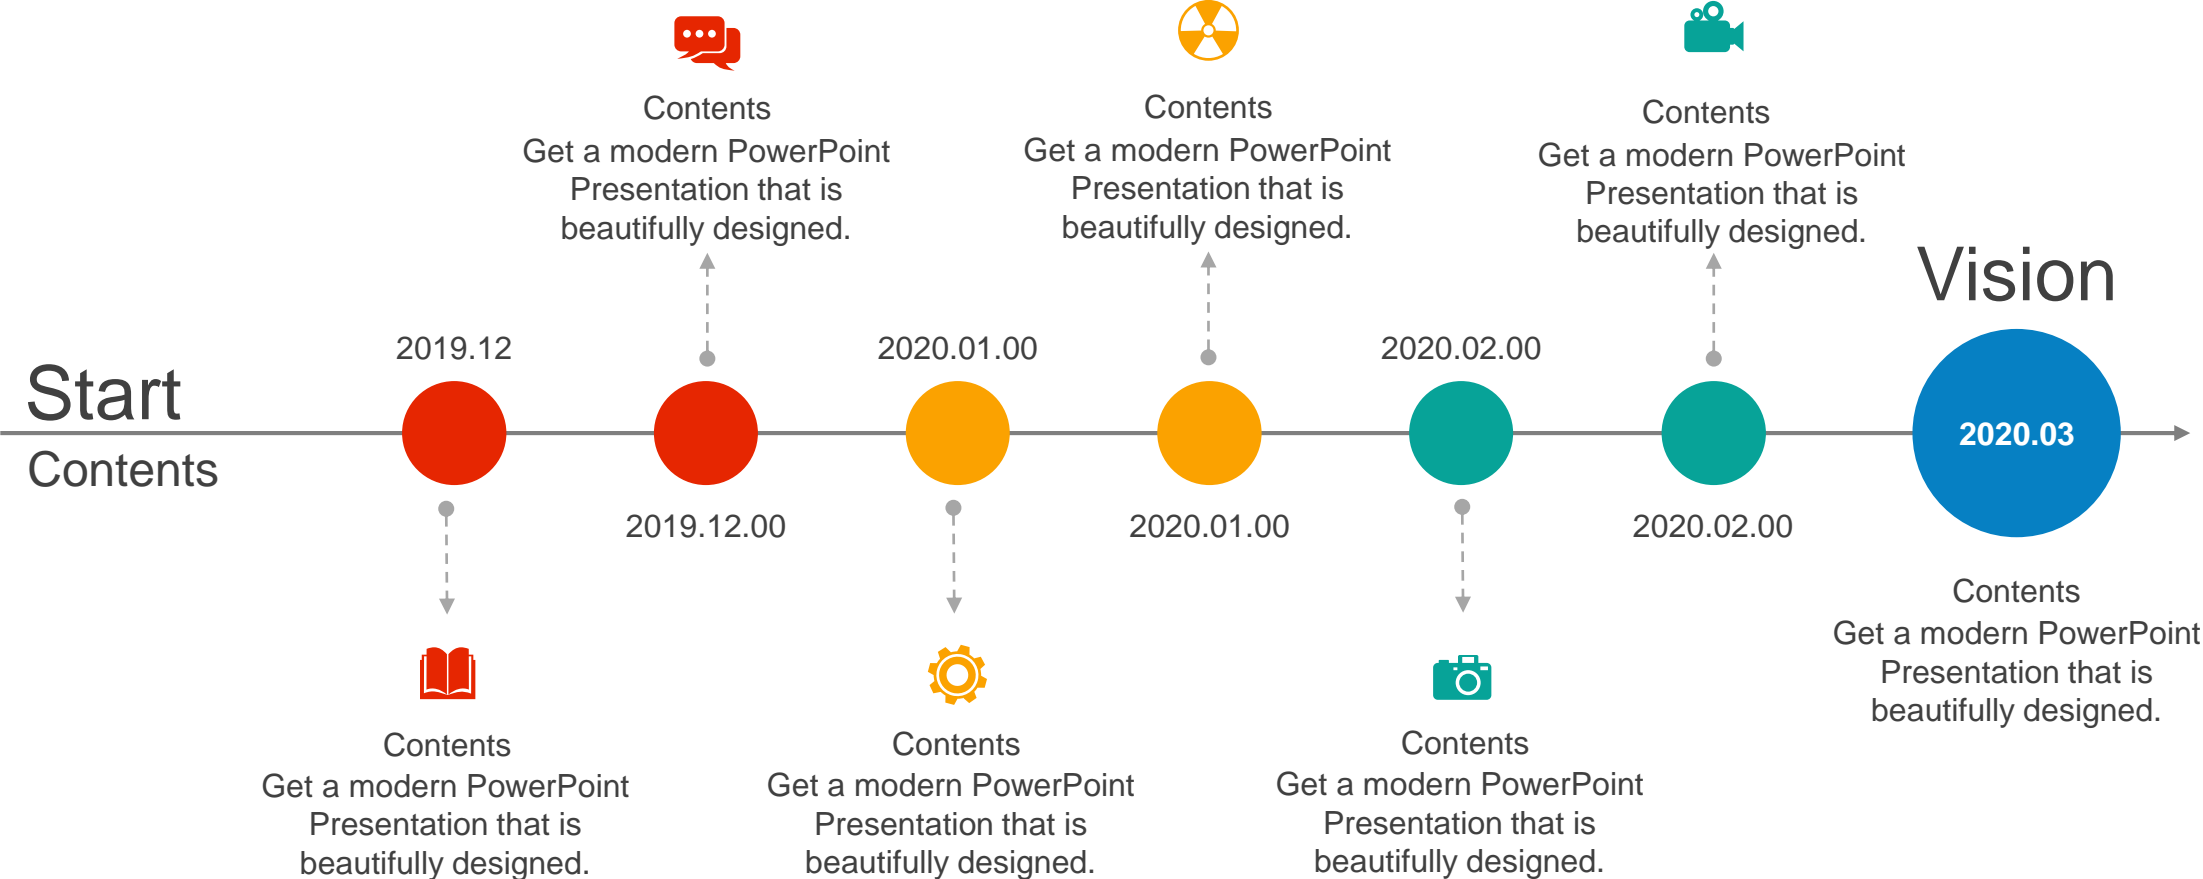 Contents
Get a modern PowerPoint
Presentation that is
beautifully designed.
Contents
Get a modern PowerPoint
Presentation that is
beautifully designed.
Contents
Get a modern PowerPoint
Presentation that is
beautifully designed.
Vision
2019.12
2020.01.00
2020.02.00
Start
2020.03
Contents
2019.12.00
2020.01.00
2020.02.00
Contents
Get a modern PowerPoint
Presentation that is
beautifully designed.
Contents
Get a modern PowerPoint
Presentation that is
beautifully designed.
Contents
Get a modern PowerPoint
Presentation that is
beautifully designed.
Contents
Get a modern PowerPoint
Presentation that is
beautifully designed.